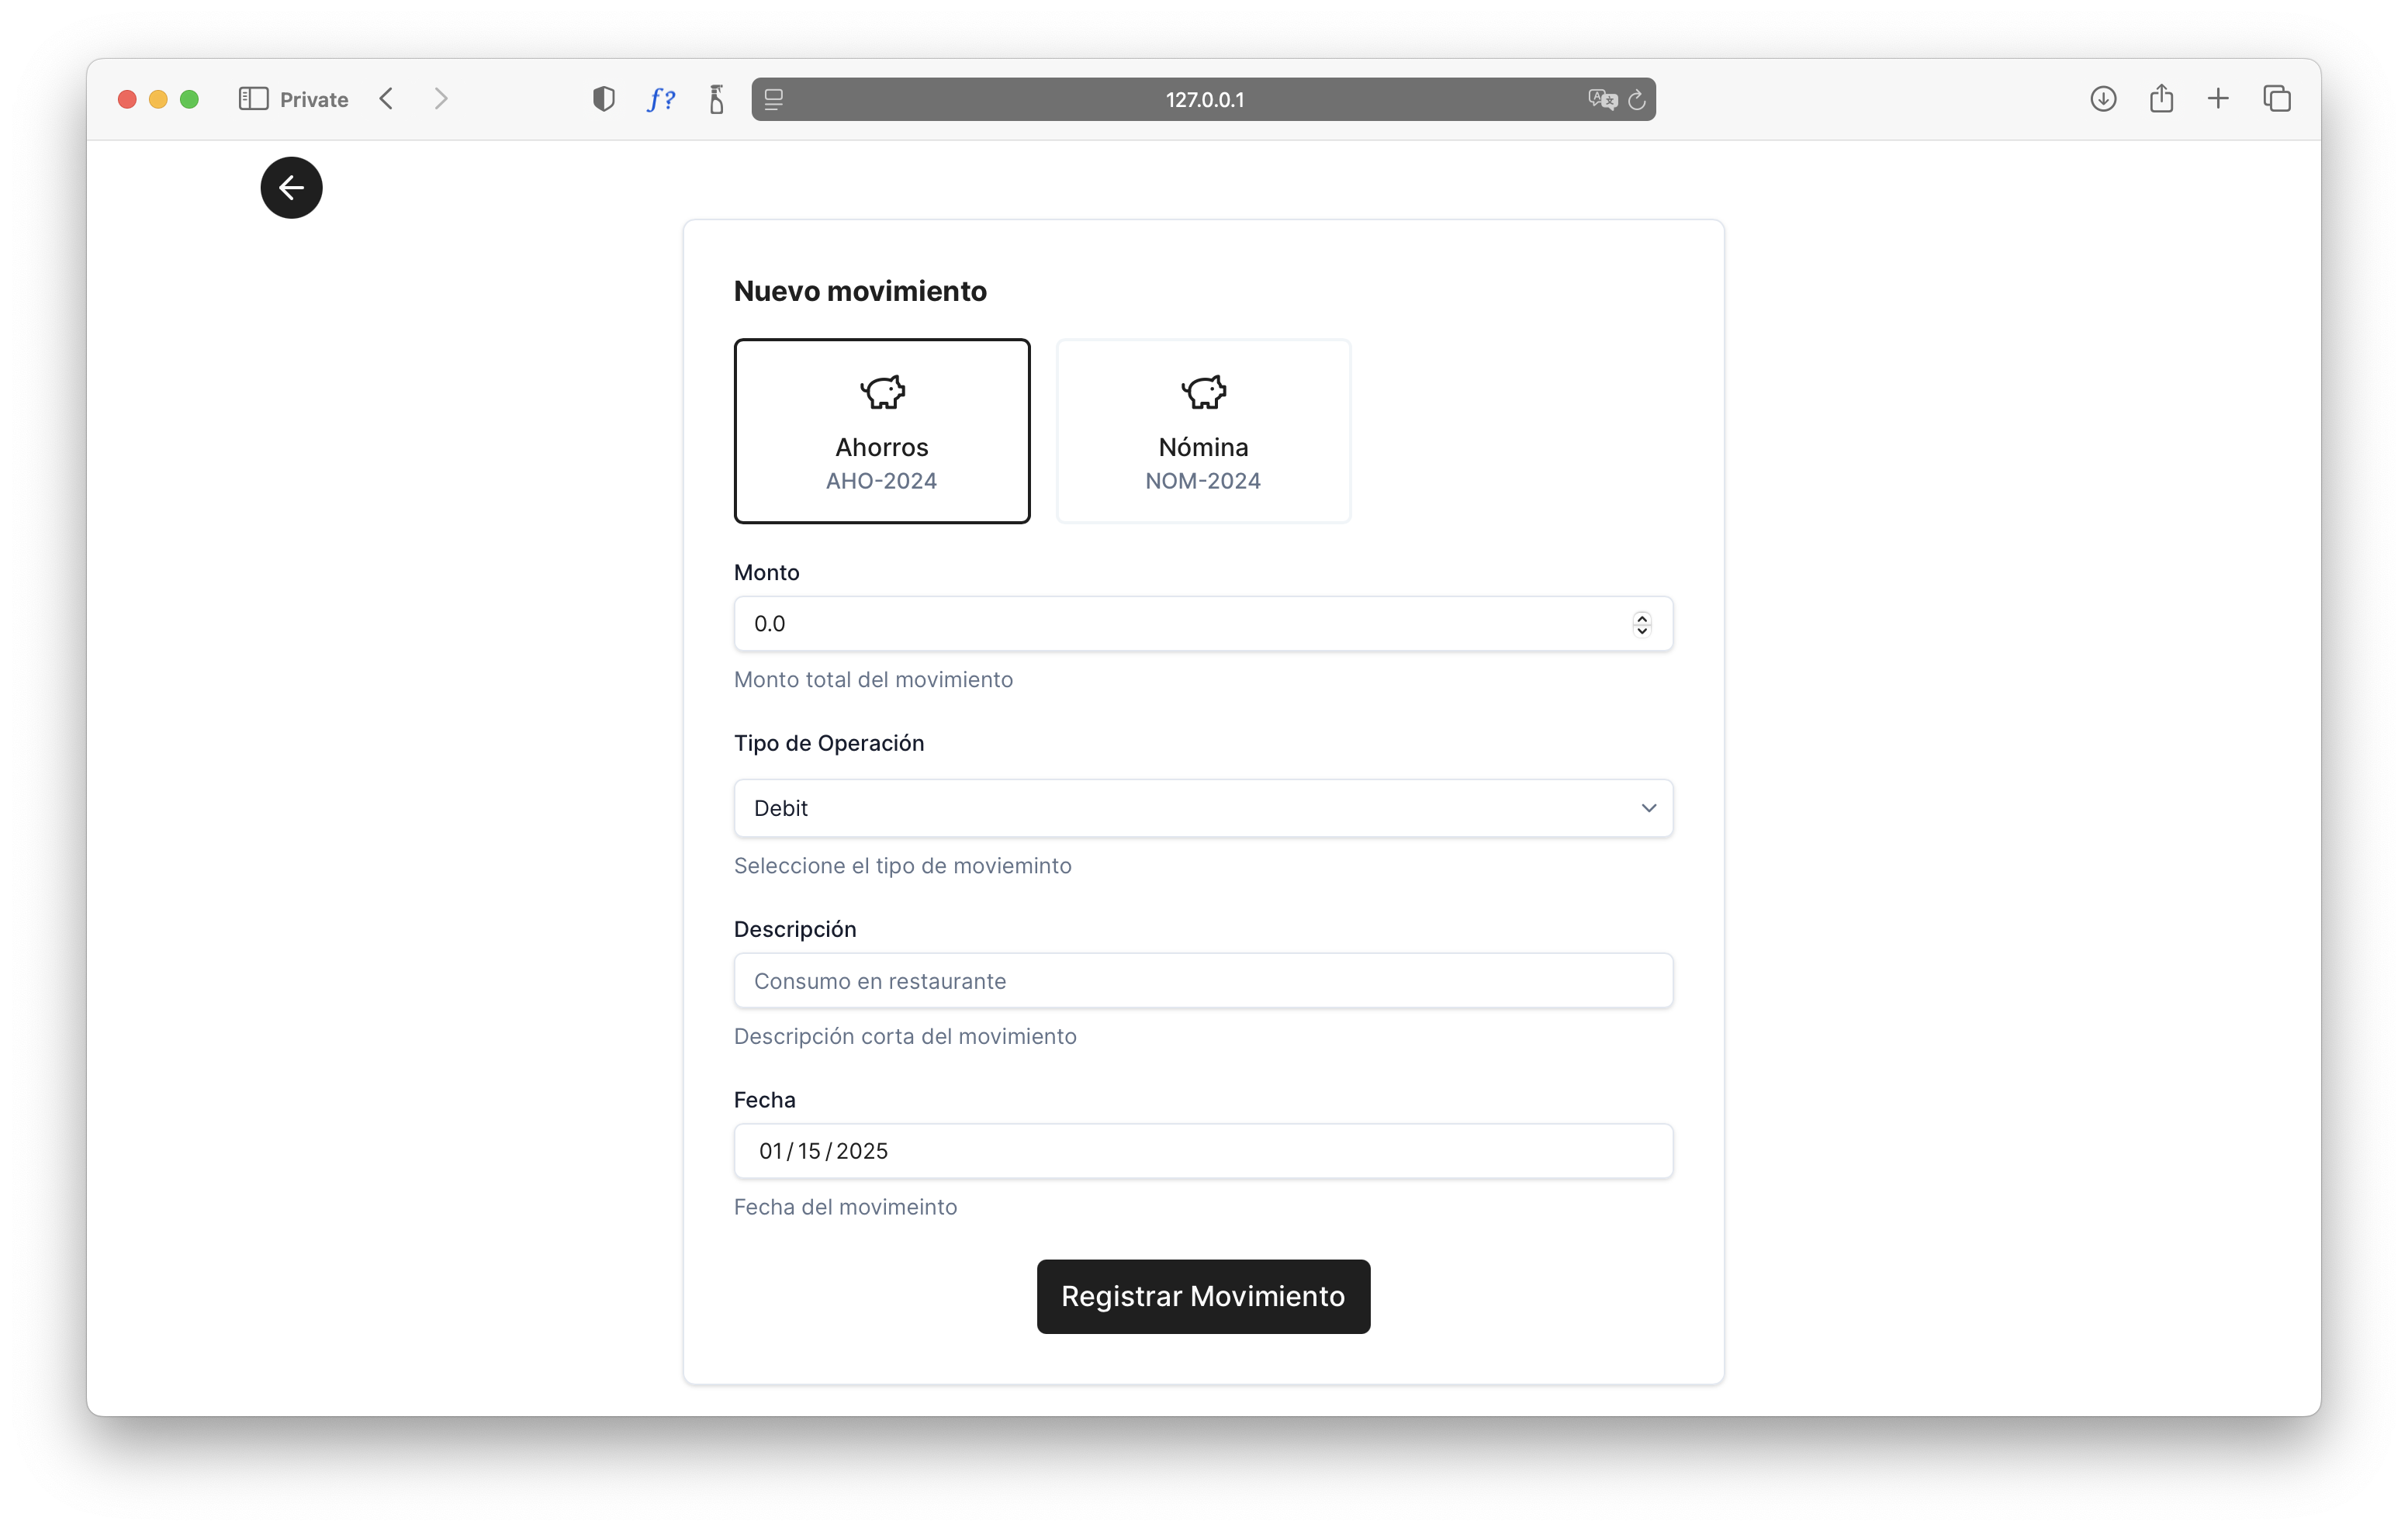 Private
f?
127.0.0.1
Nuevo movimiento
Ahorros
AHO-2024
Nómina
NOM-2024
Monto
0.0
Monto total del movimiento
Tipo de Operación
Debit
Seleccione el tipo de movieminto
Descripción
Consumo en restaurante
Descripción corta del movimiento
Fecha
01/15/2025
Fecha del movimeinto
Registrar Movimiento